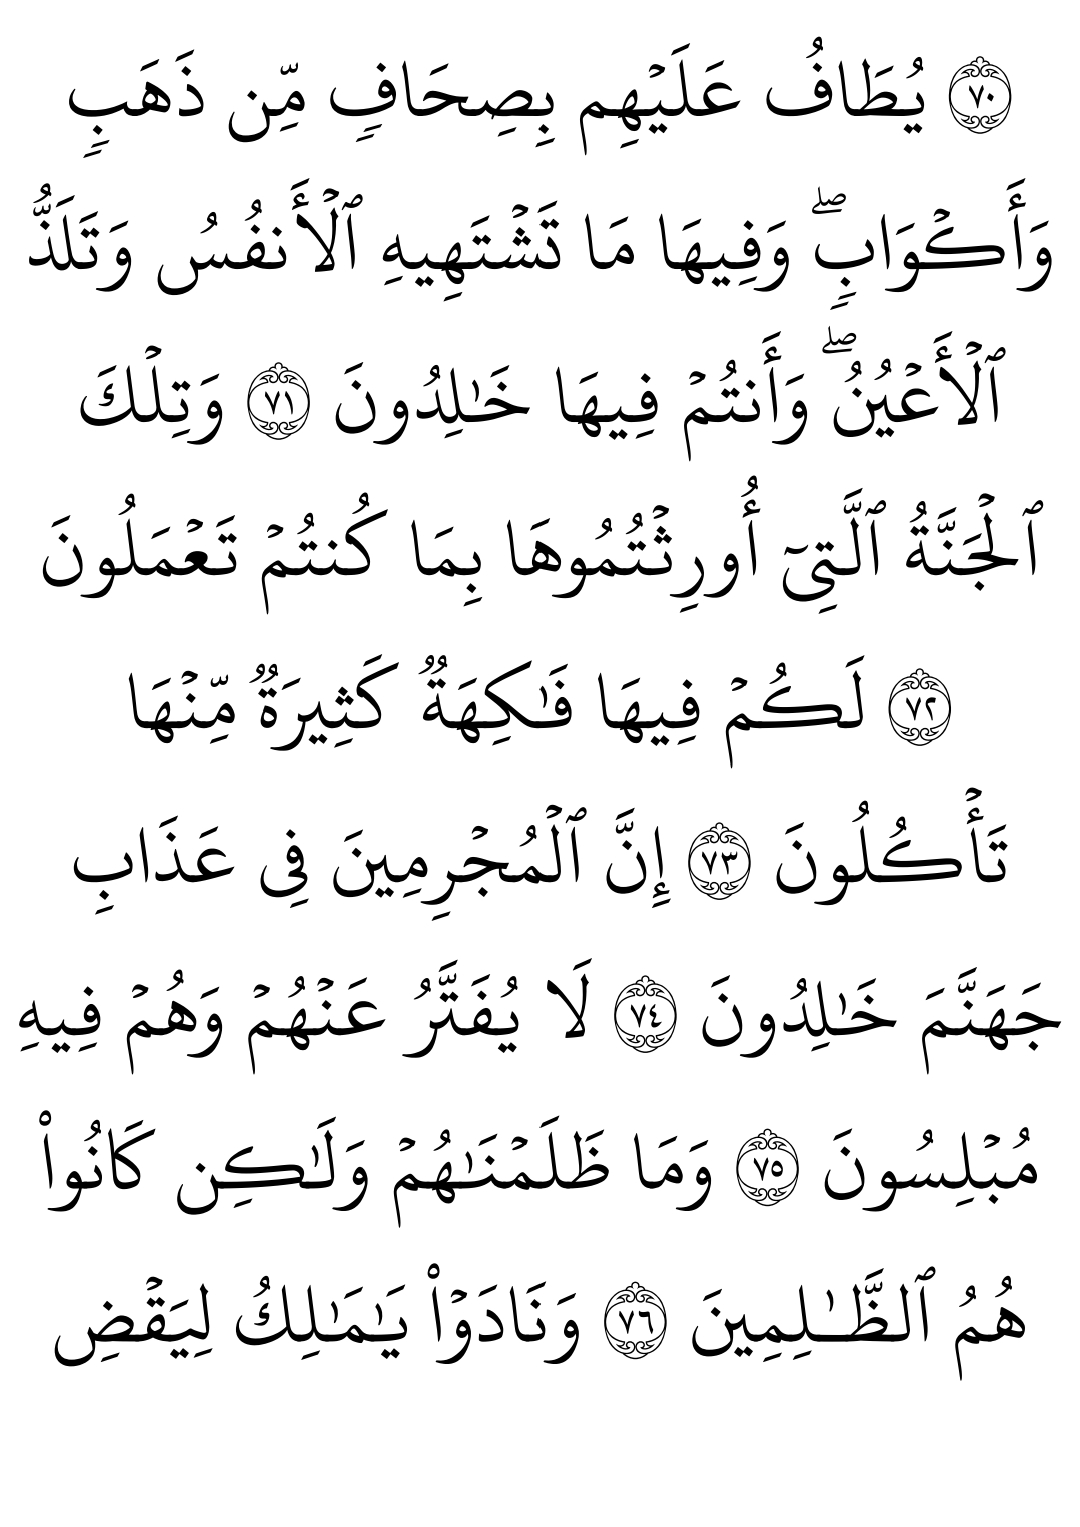 ٧٠ يُطَافُ عَلَيۡهِم بِصِحَافٖ مِّن ذَهَبٖ
وَأَكۡوَابٖۖ وَفِيهَا مَا تَشۡتَهِيهِ ٱلۡأَنفُسُ وَتَلَذُّ
ٱلۡأَعۡيُنُۖ وَأَنتُمۡ فِيهَا خَٰلِدُونَ ٧١ وَتِلۡكَ
ٱلۡجَنَّةُ ٱلَّتِيٓ أُورِثۡتُمُوهَا بِمَا كُنتُمۡ تَعۡمَلُونَ
٧٢ لَكُمۡ فِيهَا فَٰكِهَةٞ كَثِيرَةٞ مِّنۡهَا
تَأۡكُلُونَ ٧٣ إِنَّ ٱلۡمُجۡرِمِينَ فِي عَذَابِ
جَهَنَّمَ خَٰلِدُونَ ٧٤ لَا يُفَتَّرُ عَنۡهُمۡ وَهُمۡ فِيهِ
مُبۡلِسُونَ ٧٥ وَمَا ظَلَمۡنَٰهُمۡ وَلَٰكِن كَانُواْ
هُمُ ٱلظَّٰلِمِينَ ٧٦ وَنَادَوۡاْ يَٰمَٰلِكُ لِيَقۡضِ